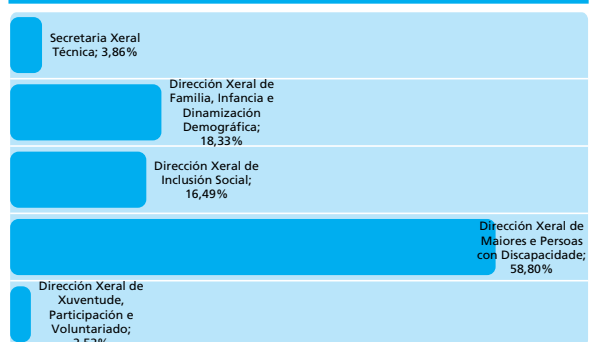 Secretaria Xeral
Técnica; 3,86%
Dirección Xeral de
Familia, Infancia e
Dinamización
Demográfica;
18,33%
Dirección Xeral de
Inclusión Social;
16,49%
Dirección Xeral de
Maiores e Persoas
con Discapacidade;
58,80%
Dirección Xeral de
Xuventude,
Participación e
Voluntariado;